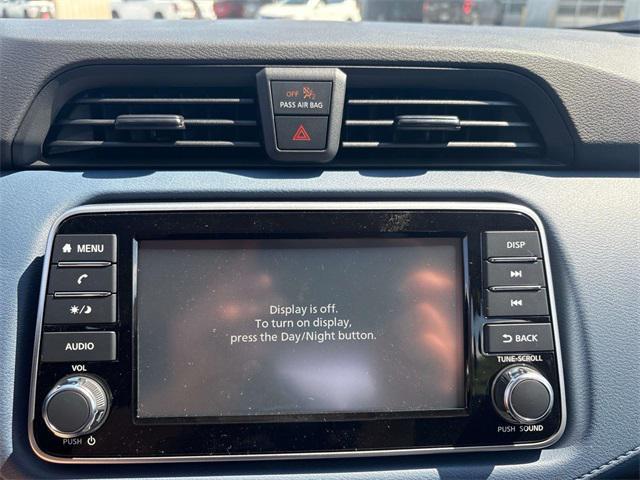 OFF
PASS AIR BAG
MENU
AUDIO
VOL
PUSH
Display is off.
To turn on display,
press the Day/Night button.
DISP
BACK
TUNE·SCROLL
PUSH SOUND